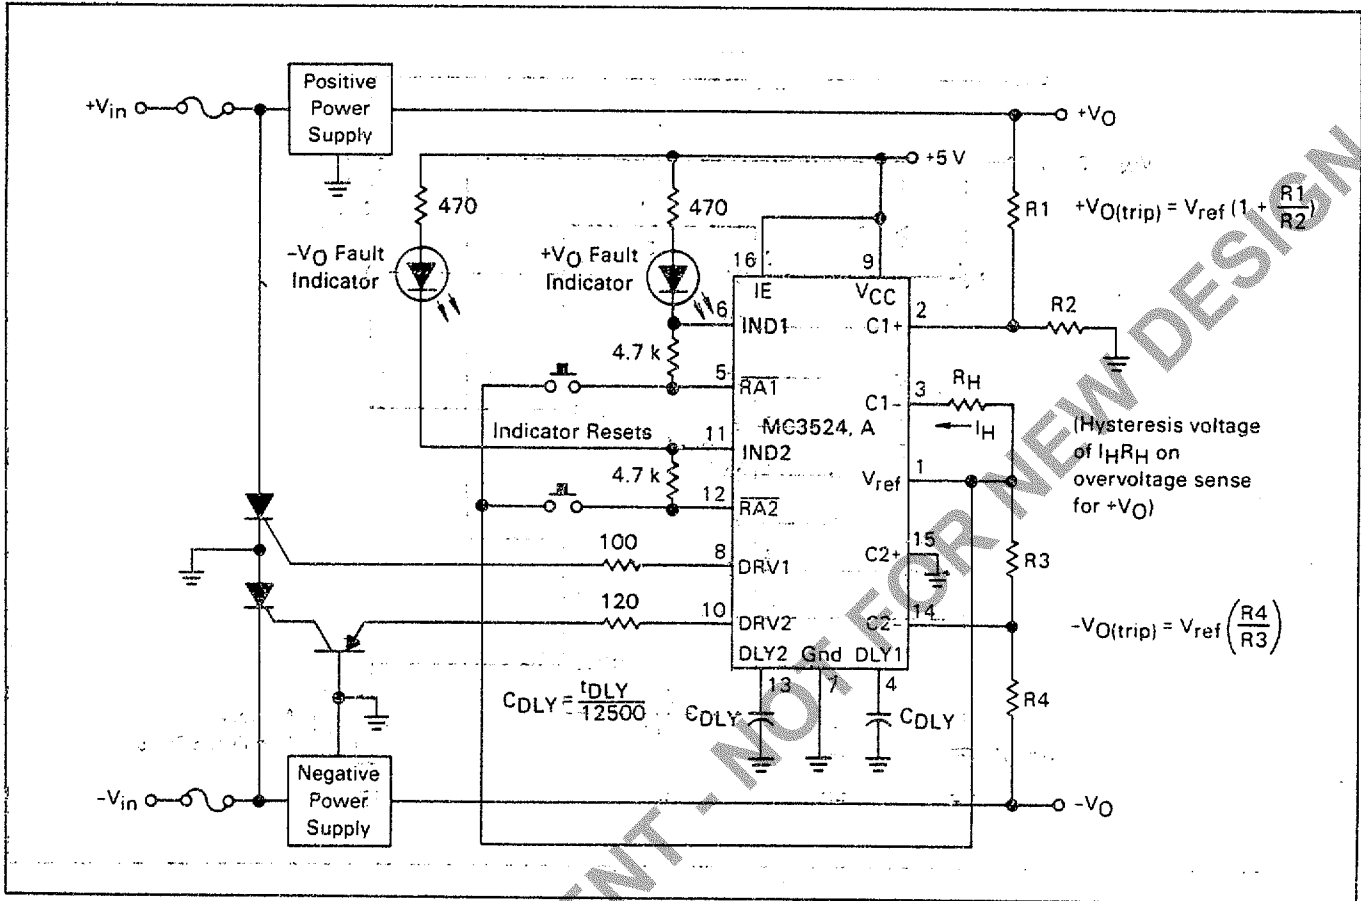 Positive
Power
Supply
+Vin
+VO
+5 V
470
470
R1
+VO(trip) = Vref (1 + R1/R2)
-VO Fault
Indicator
+VO Fault
Indicator
16
9
IE
VCC
2
6
IND1
C1+
R2
4.7 k
5
RA1
3
RH
C1-
IH
MC3524, A
(Hysteresis voltage
of IHRH on
overvoltage sense
for +VO)
Indicator Resets
11
IND2
1
Vref
4.7 k
12
RA2
15
C2+
R3
100
8
DRV1
120
10
DRV2
14
C2-
-VO(trip) = Vref (R4/R3)
DLY2 Gnd DLY1
13
7
4
R4
CDLY = tDLY/12500
CDLY
CDLY
Negative
Power
Supply
-Vin
-VO
ENT - NOT FOR NEW DESIGN